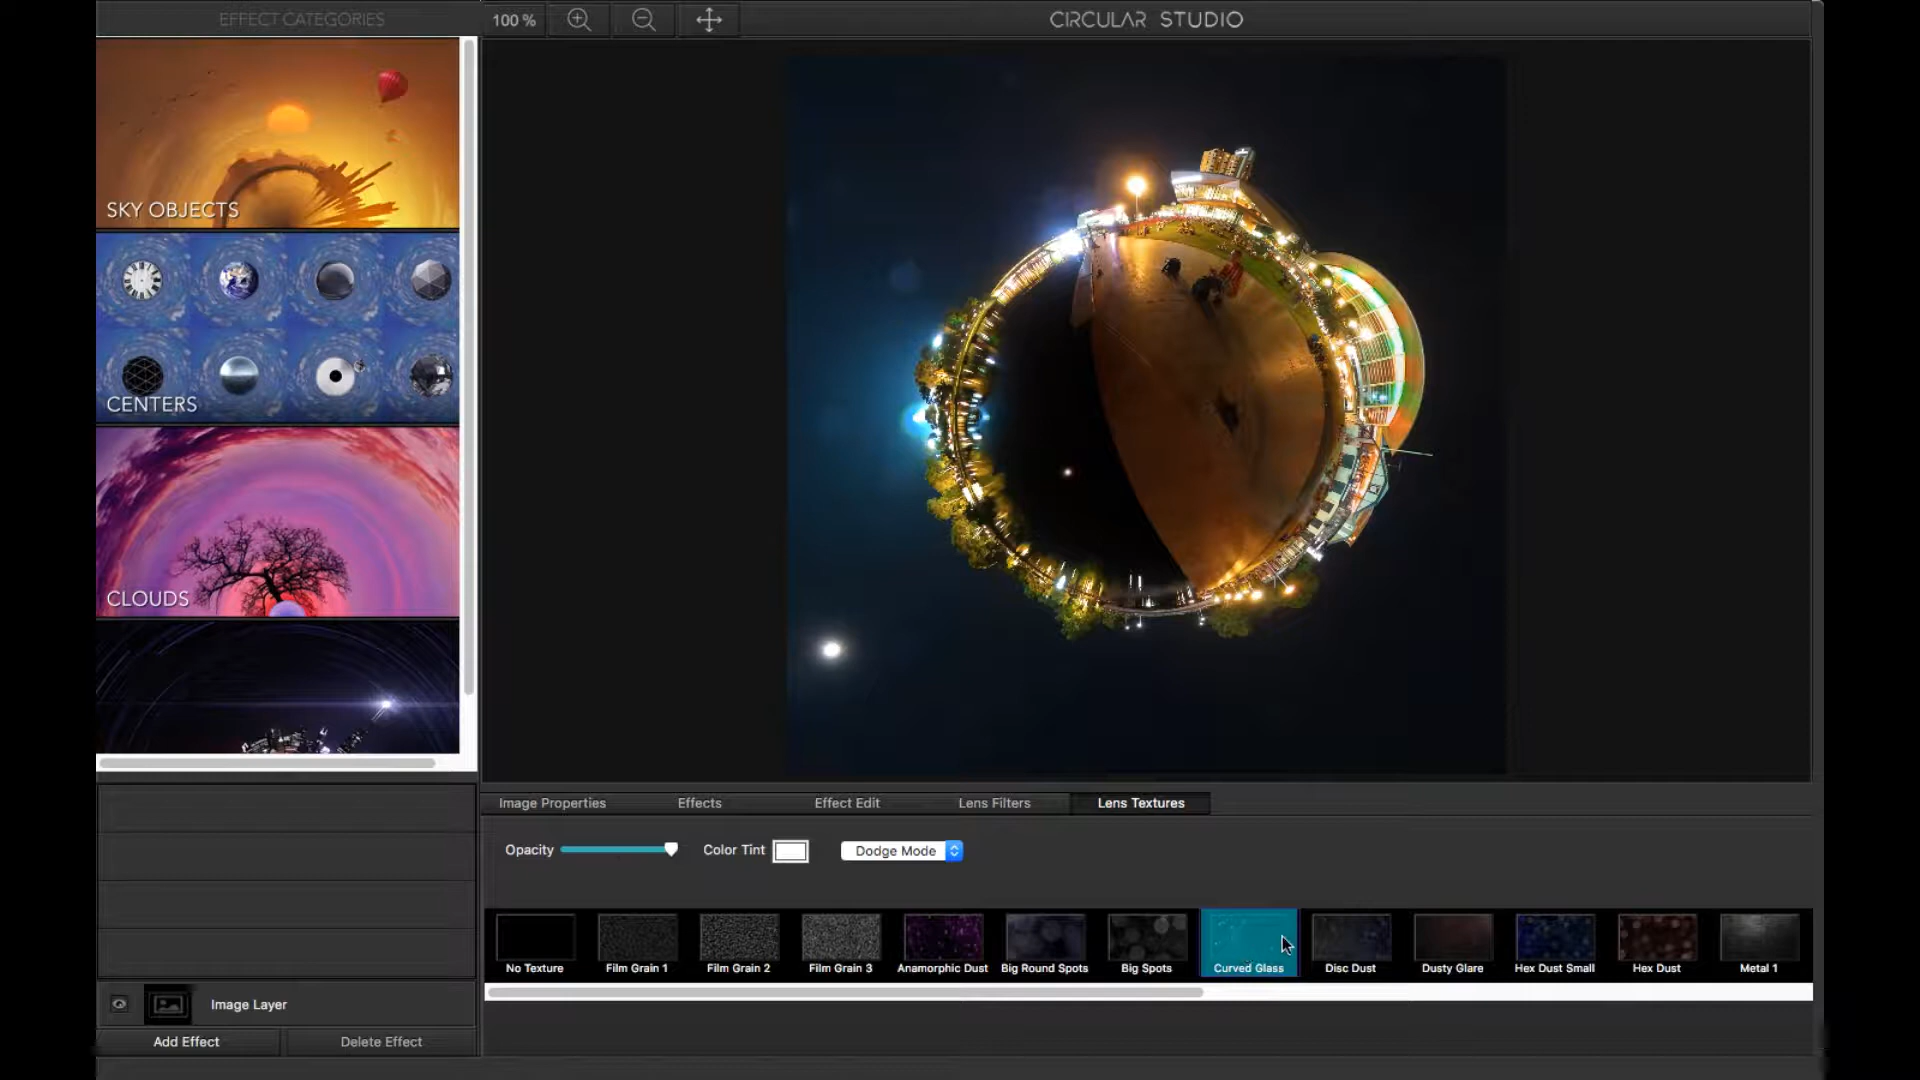 EFFECT CATEGORIES
100 %
CIRCULAR STUDIO
SKY OBJECTS
CENTERS
CLOUDS
Image Properties
Effects
Effect Edit
Lens Filters
Lens Textures
Opacity
Color Tint
Dodge Mode
No Texture
Film Grain 1
Film Grain 2
Film Grain 3
Anamorphic Dust
Big Round Spots
Big Spots
Curved Glass
Disc Dust
Dusty Glare
Hex Dust Small
Hex Dust
Metal 1
Image Layer
Add Effect
Delete Effect